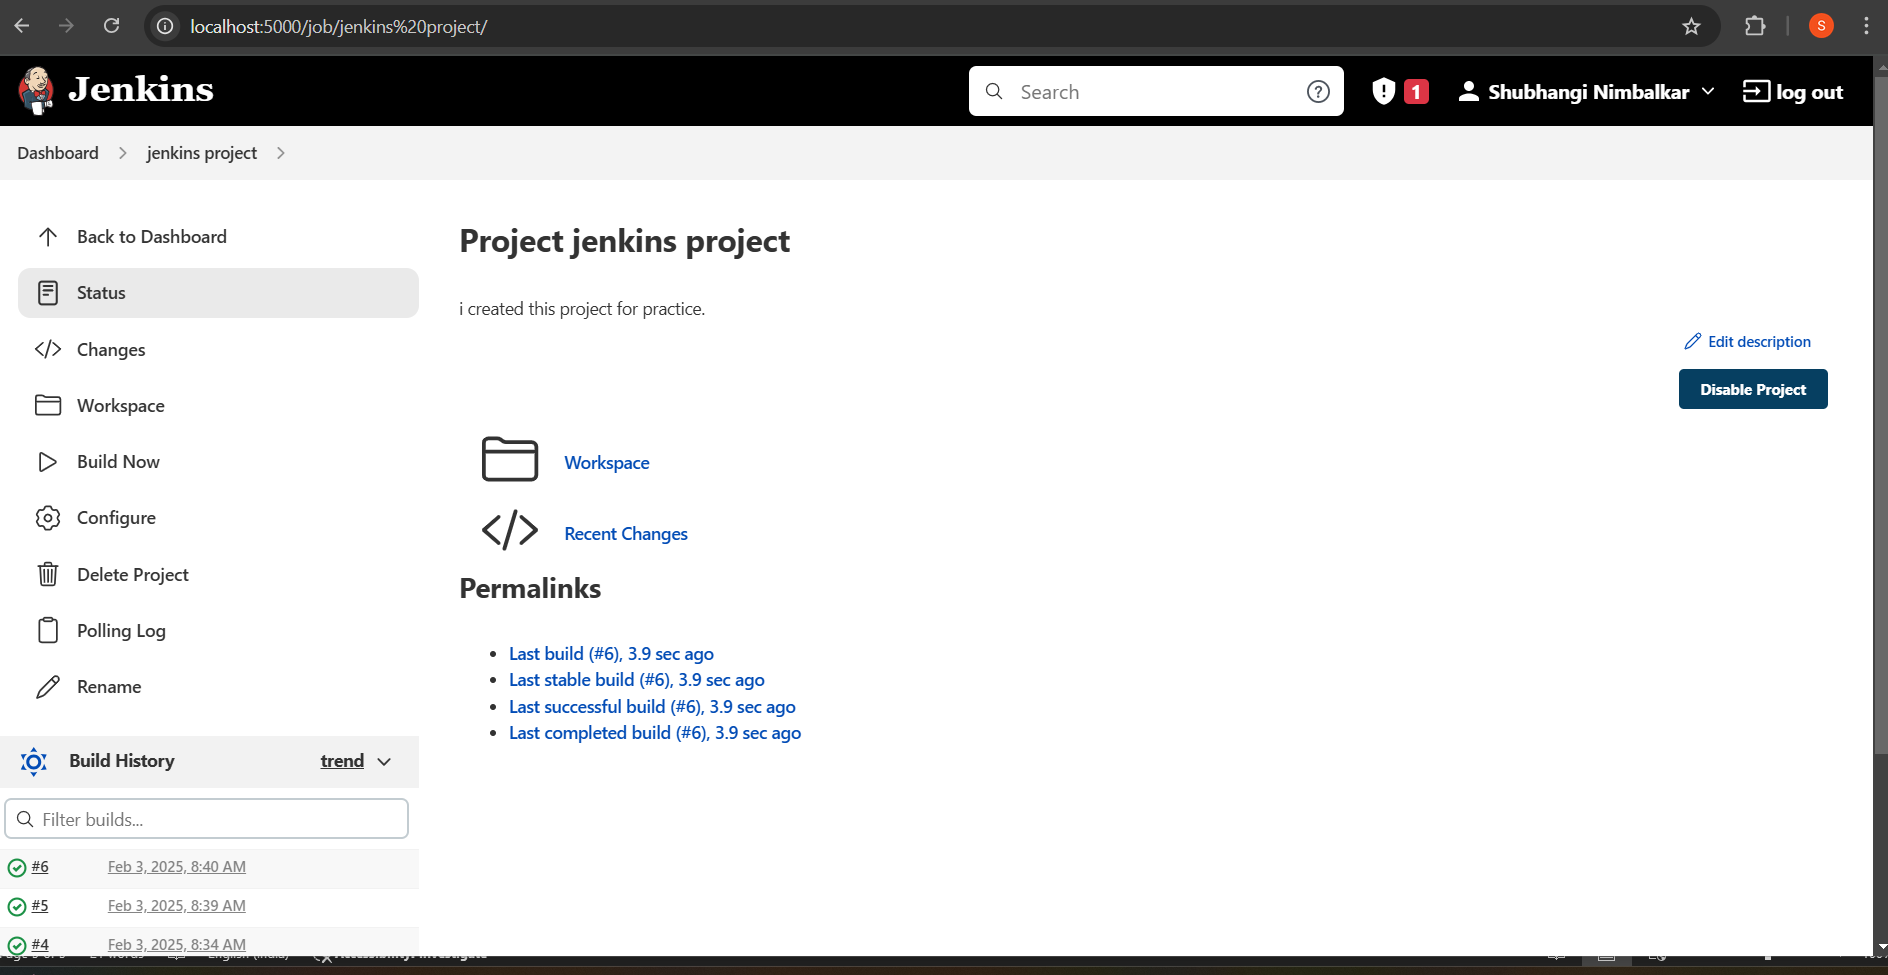 localhost:5000/job/jenkins%20project/
S
Jenkins
Search
1
Shubhangi Nimbalkar
log out
Dashboard
jenkins project
Back to Dashboard
Status
Changes
Workspace
Build Now
Configure
Delete Project
Polling Log
Rename
Build History
trend
Filter builds...
#6 Feb 3, 2025, 8:40 AM
#5 Feb 3, 2025, 8:39 AM
#4 Feb 3, 2025, 8:34 AM
Project jenkins project
i created this project for practice.
Edit description
Disable Project
Workspace
Recent Changes
Permalinks
Last build (#6), 3.9 sec ago
Last stable build (#6), 3.9 sec ago
Last successful build (#6), 3.9 sec ago
Last completed build (#6), 3.9 sec ago